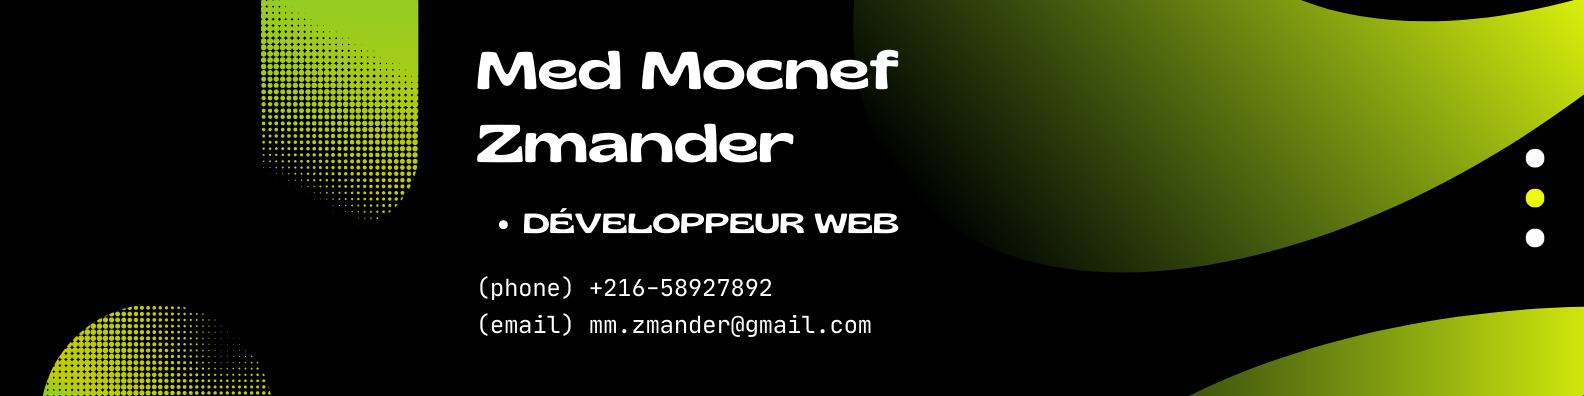 Med Mocnef
Zmander
• DÉVELOPPEUR WEB
(phone) +216-58927892
(email) mm.zmander@gmail.com